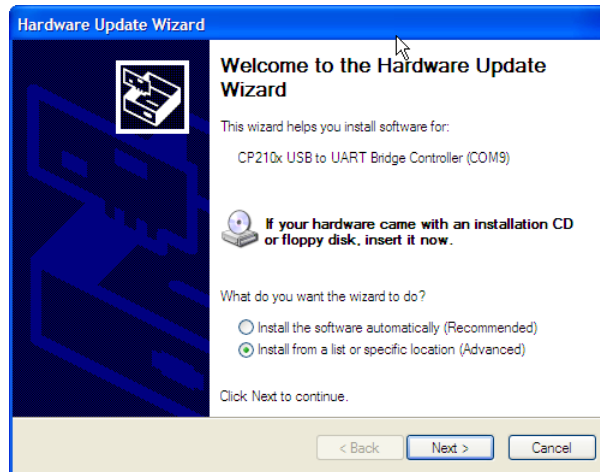 Hardware Update Wizard
Welcome to the Hardware Update
Wizard
This wizard helps you install software for:
CP210x USB to UART Bridge Controller (COM9)
If your hardware came with an installation CD
or floppy disk, insert it now.
What do you want the wizard to do?
Install the software automatically (Recommended)
Install from a list or specific location (Advanced)
Click Next to continue.
< Back Next > Cancel